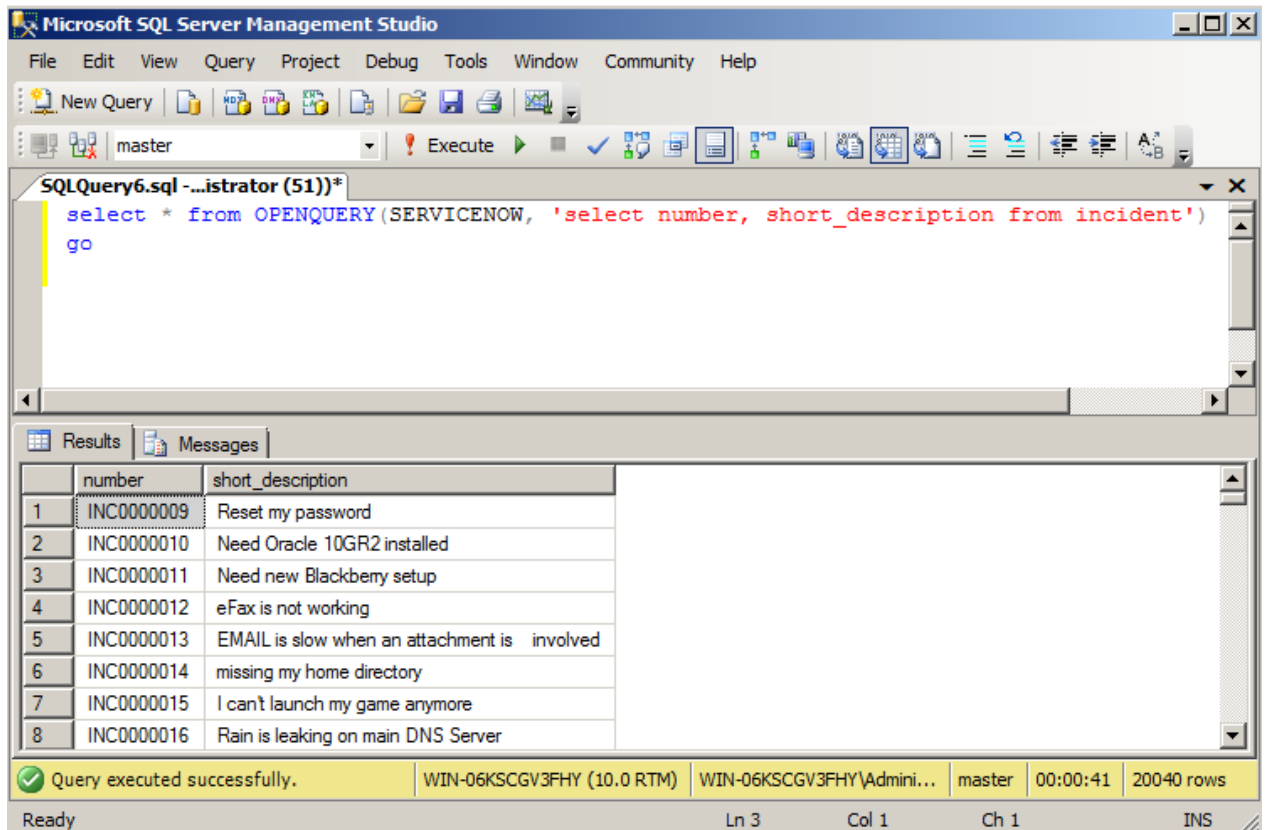 Microsoft SQL Server Management Studio
File Edit View Query Project Debug Tools Window Community Help
New Query
master Execute
SQLQuery6.sql -...istrator (51))*
select * from OPENQUERY(SERVICENOW, 'select number, short_description from incident')
go
Results Messages
number short_description
1 INC0000009 Reset my password
2 INC0000010 Need Oracle 10GR2 installed
3 INC0000011 Need new Blackberry setup
4 INC0000012 eFax is not working
5 INC0000013 EMAIL is slow when an attachment is involved
6 INC0000014 missing my home directory
7 INC0000015 I can't launch my game anymore
8 INC0000016 Rain is leaking on main DNS Server
Query executed successfully. WIN-06KSCGV3FHY (10.0 RTM) WIN-06KSCGV3FHY\Admini... master 00:00:41 20040 rows
Ready Ln 3 Col 1 Ch 1 INS